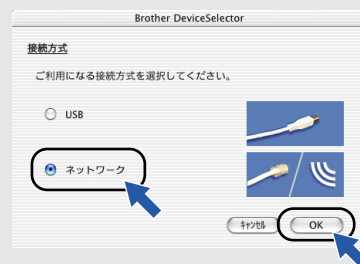 Brother DeviceSelector
接続方式
ご利用になる接続方式を選択してください。
USB
ネットワーク
キャンセル
OK